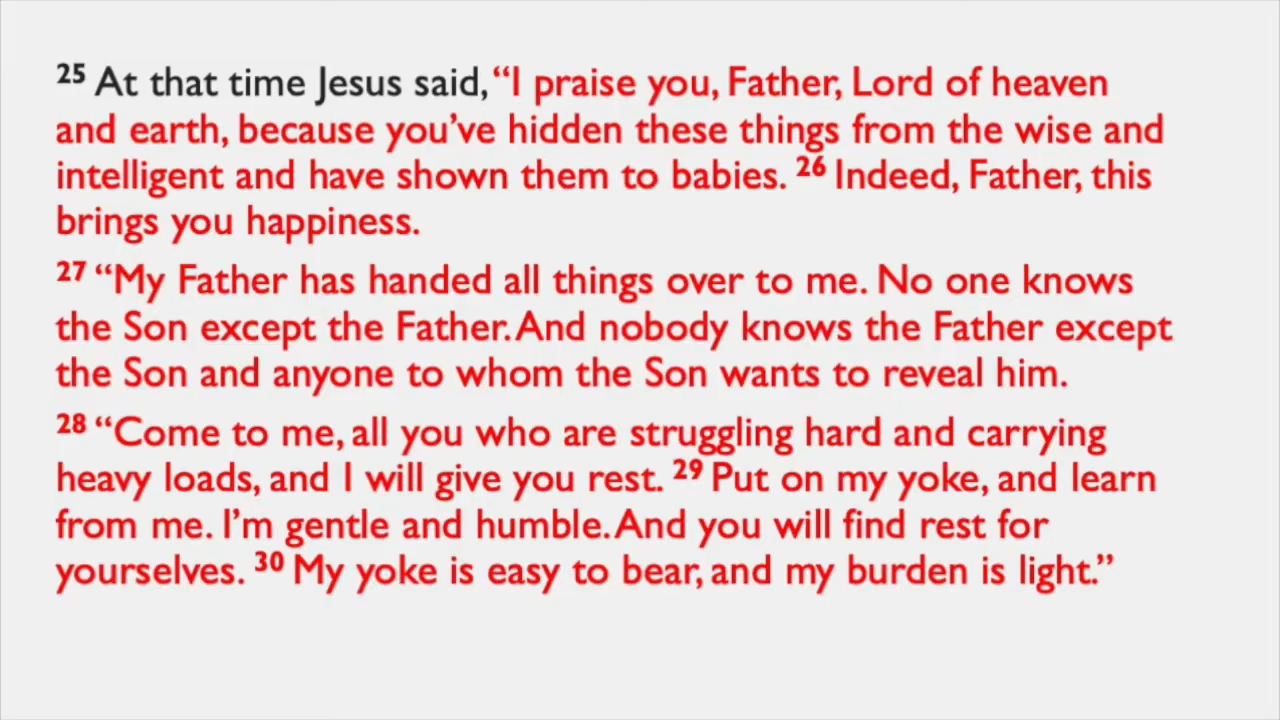 25 At that time Jesus said, “I praise you, Father, Lord of heaven
and earth, because you’ve hidden these things from the wise and
intelligent and have shown them to babies. 26 Indeed, Father, this
brings you happiness.
27 “My Father has handed all things over to me. No one knows
the Son except the Father. And nobody knows the Father except
the Son and anyone to whom the Son wants to reveal him.
28 “Come to me, all you who are struggling hard and carrying
heavy loads, and I will give you rest. 29 Put on my yoke, and learn
from me. I’m gentle and humble. And you will find rest for
yourselves. 30 My yoke is easy to bear, and my burden is light.”